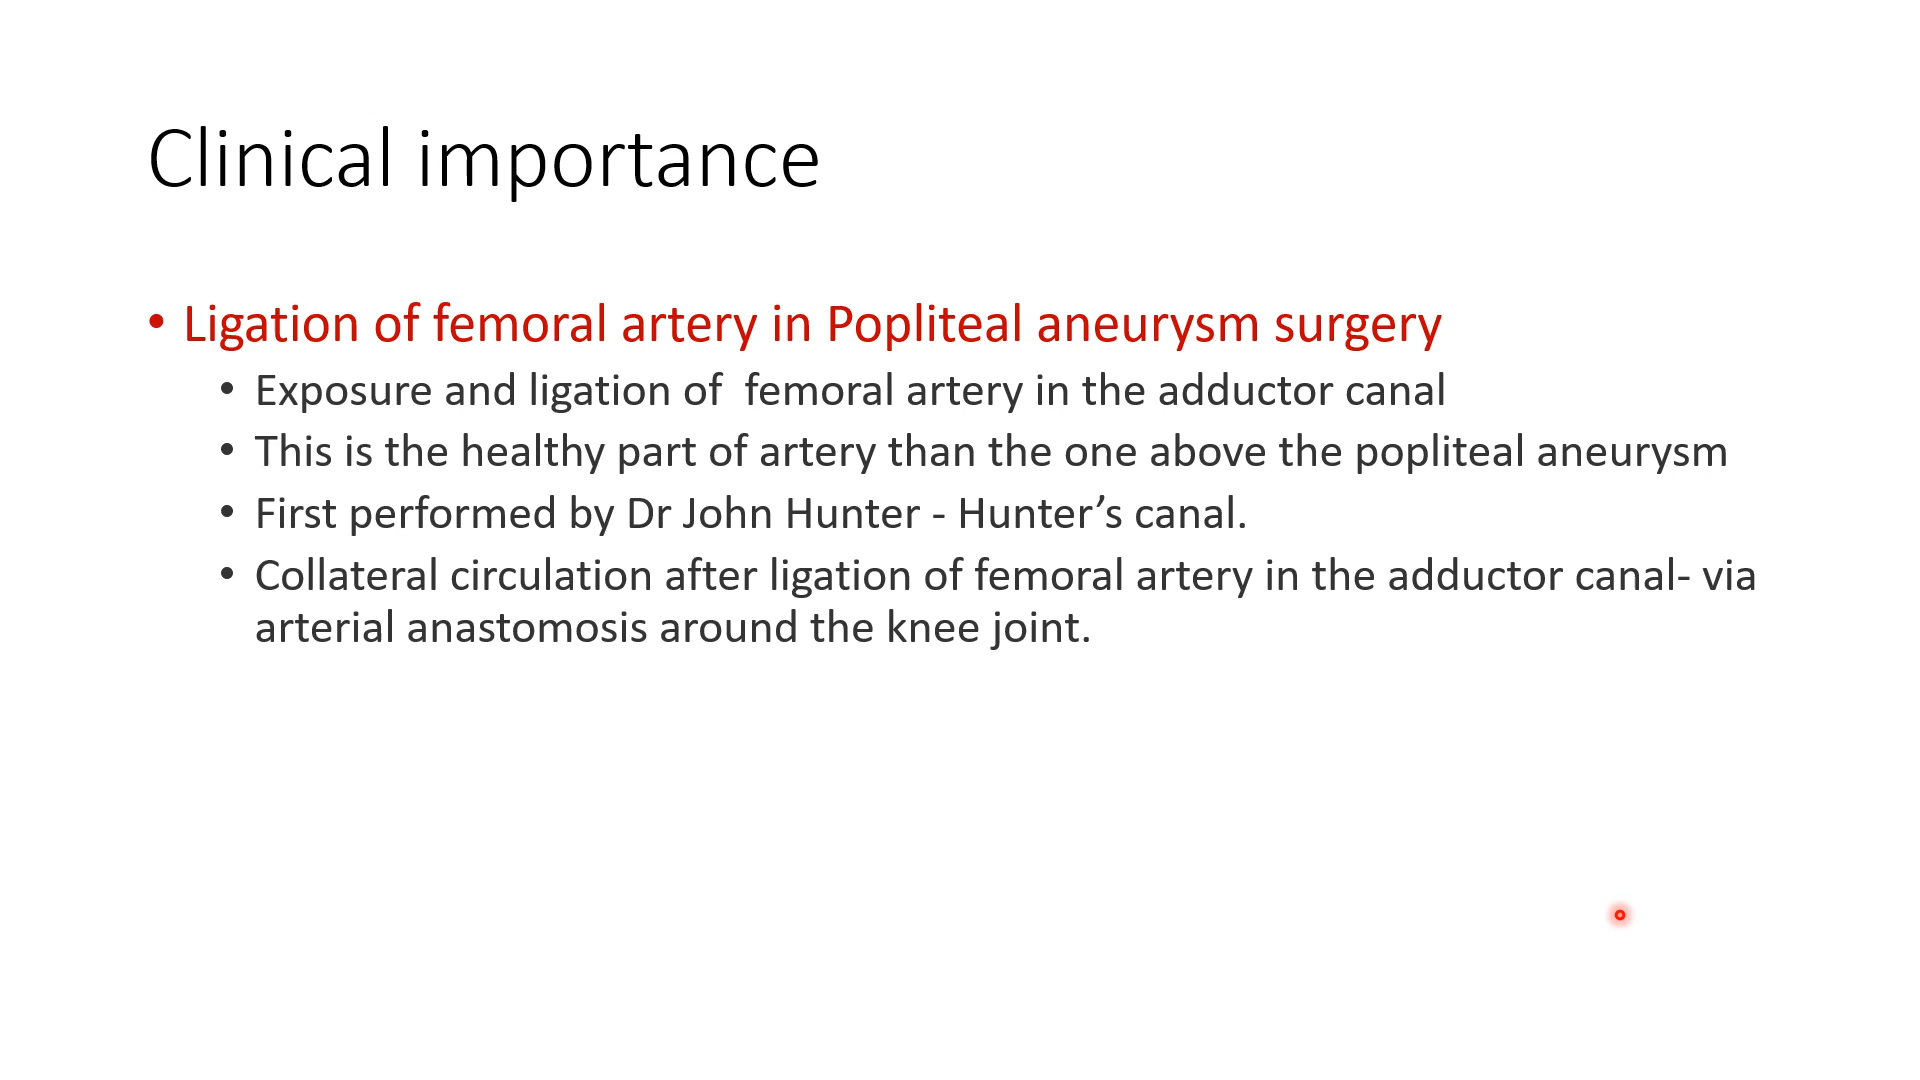 Clinical importance
• Ligation of femoral artery in Popliteal aneurysm surgery
• Exposure and ligation of  femoral artery in the adductor canal
• This is the healthy part of artery than the one above the popliteal aneurysm
• First performed by Dr John Hunter - Hunter’s canal.
• Collateral circulation after ligation of femoral artery in the adductor canal- via
arterial anastomosis around the knee joint.